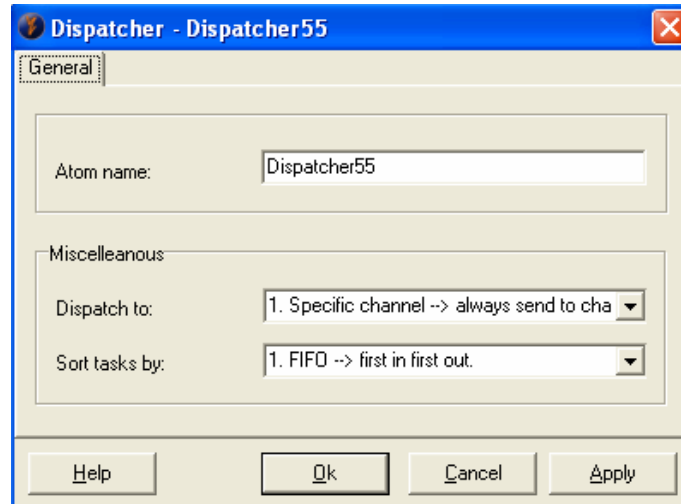 Dispatcher - Dispatcher55
General
Atom name: Dispatcher55
Miscelleanous
Dispatch to: 1. Specific channel --> always send to cha
Sort tasks by: 1. FIFO --> first in first out.
Help Ok Cancel Apply